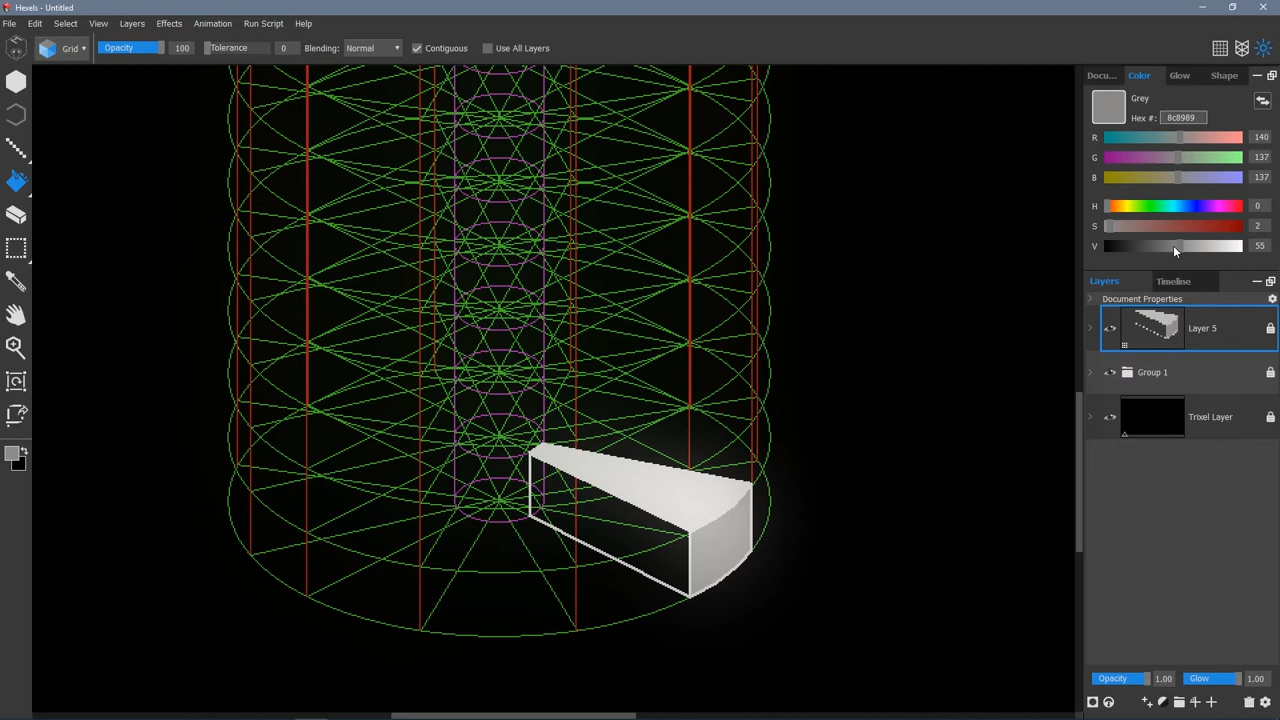 Hexels - Untitled
File Edit Select View Layers Effects Animation Run Script Help
Grid Opacity 100 Tolerance 0 Blending: Normal Contiguous Use All Layers
Docu... Color Glow Shape
Grey
Hex #: 8c8989
R 140
G 137
B 137
H 0
S 2
V 55
Layers Timeline
Document Properties
Layer 5
Group 1
Trixel Layer
Opacity 1.00 Glow 1.00